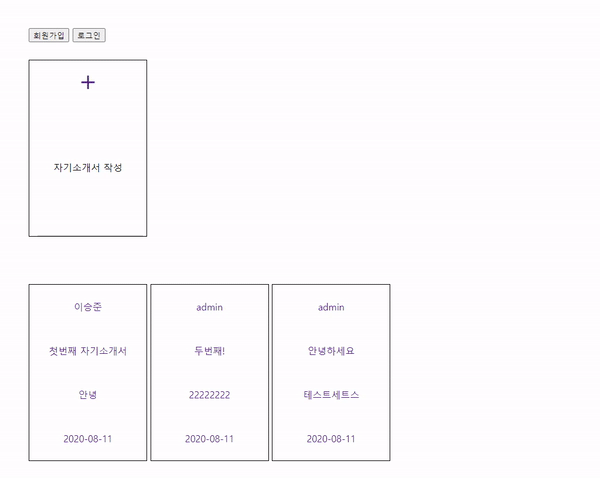 회원가입 로그인
+
자기소개서 작성
이승준 admin admin
첫번째 자기소개서 두번째! 안녕하세요
안녕 22222222 테스트세트스
2020-08-11 2020-08-11 2020-08-11